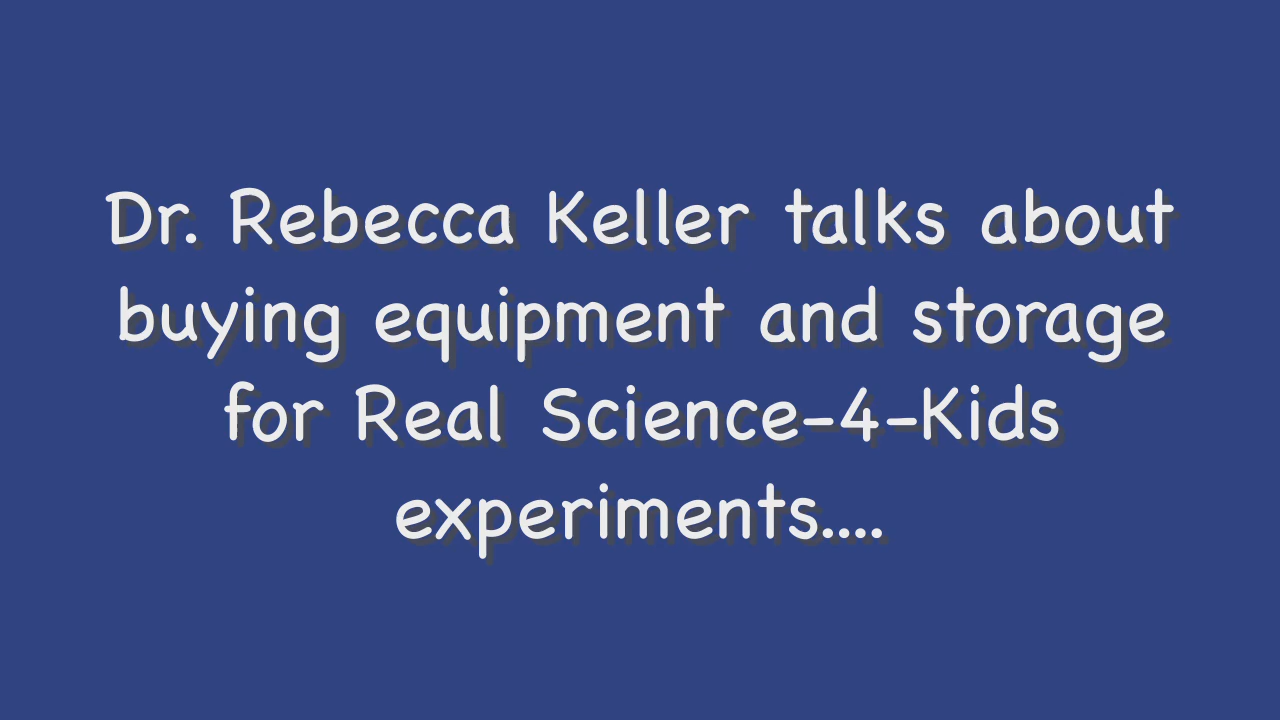 Dr. Rebecca Keller talks about
buying equipment and storage
for Real Science-4-Kids
experiments....